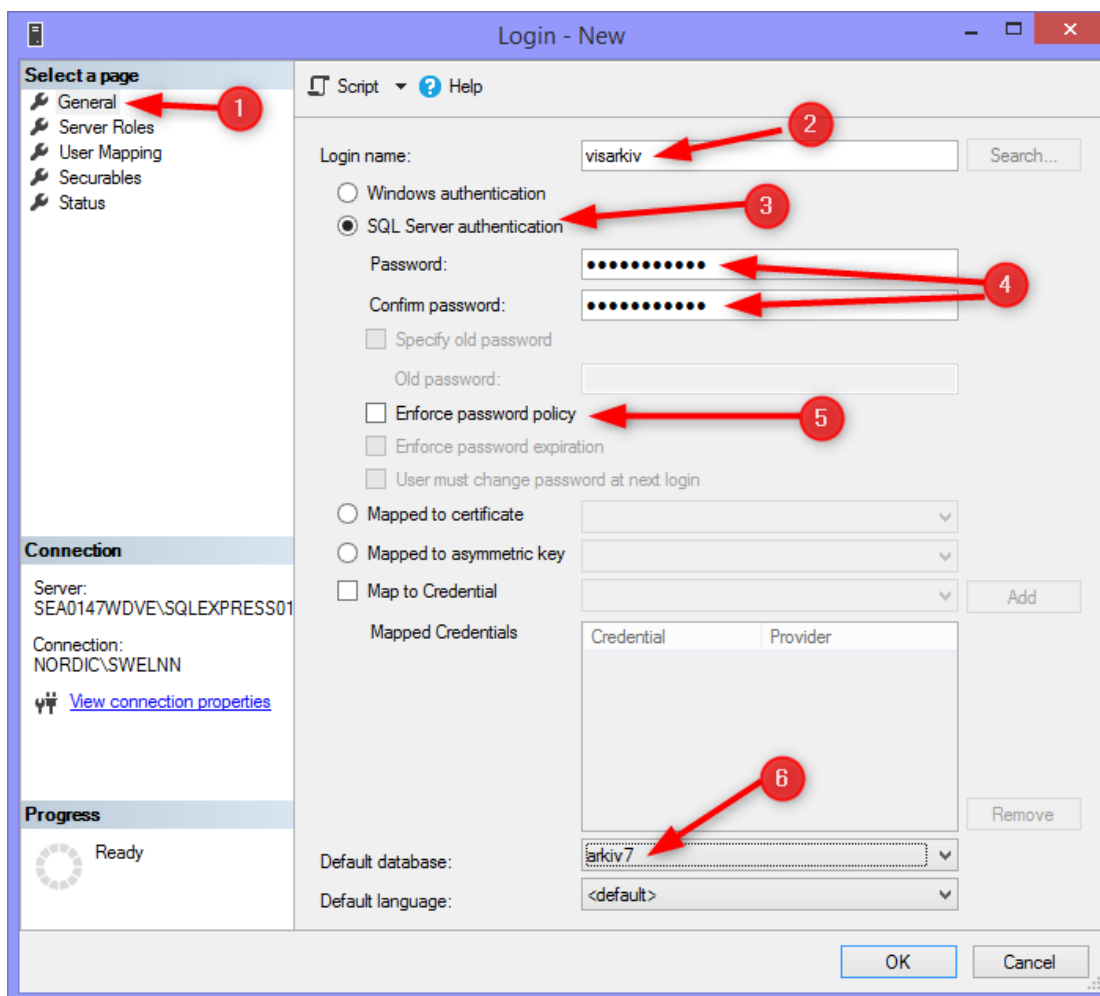 Login - New
Select a page
General
Server Roles
User Mapping
Securables
Status
1
Script
Help
Login name:
visarkiv
Search...
2
Windows authentication
SQL Server authentication
3
Password:
●●●●●●●●●●●
Confirm password:
●●●●●●●●●●●
4
Specify old password
Old password:
Enforce password policy
5
Enforce password expiration
User must change password at next login
Mapped to certificate
Mapped to asymmetric key
Map to Credential
Add
Mapped Credentials
Credential
Provider
6
Remove
Default database:
arkiv7
Default language:
<default>
Connection
Server:
SEA0147WDVE\SQLEXPRESS01
Connection:
NORDIC\SWELNN
View connection properties
Progress
Ready
OK
Cancel